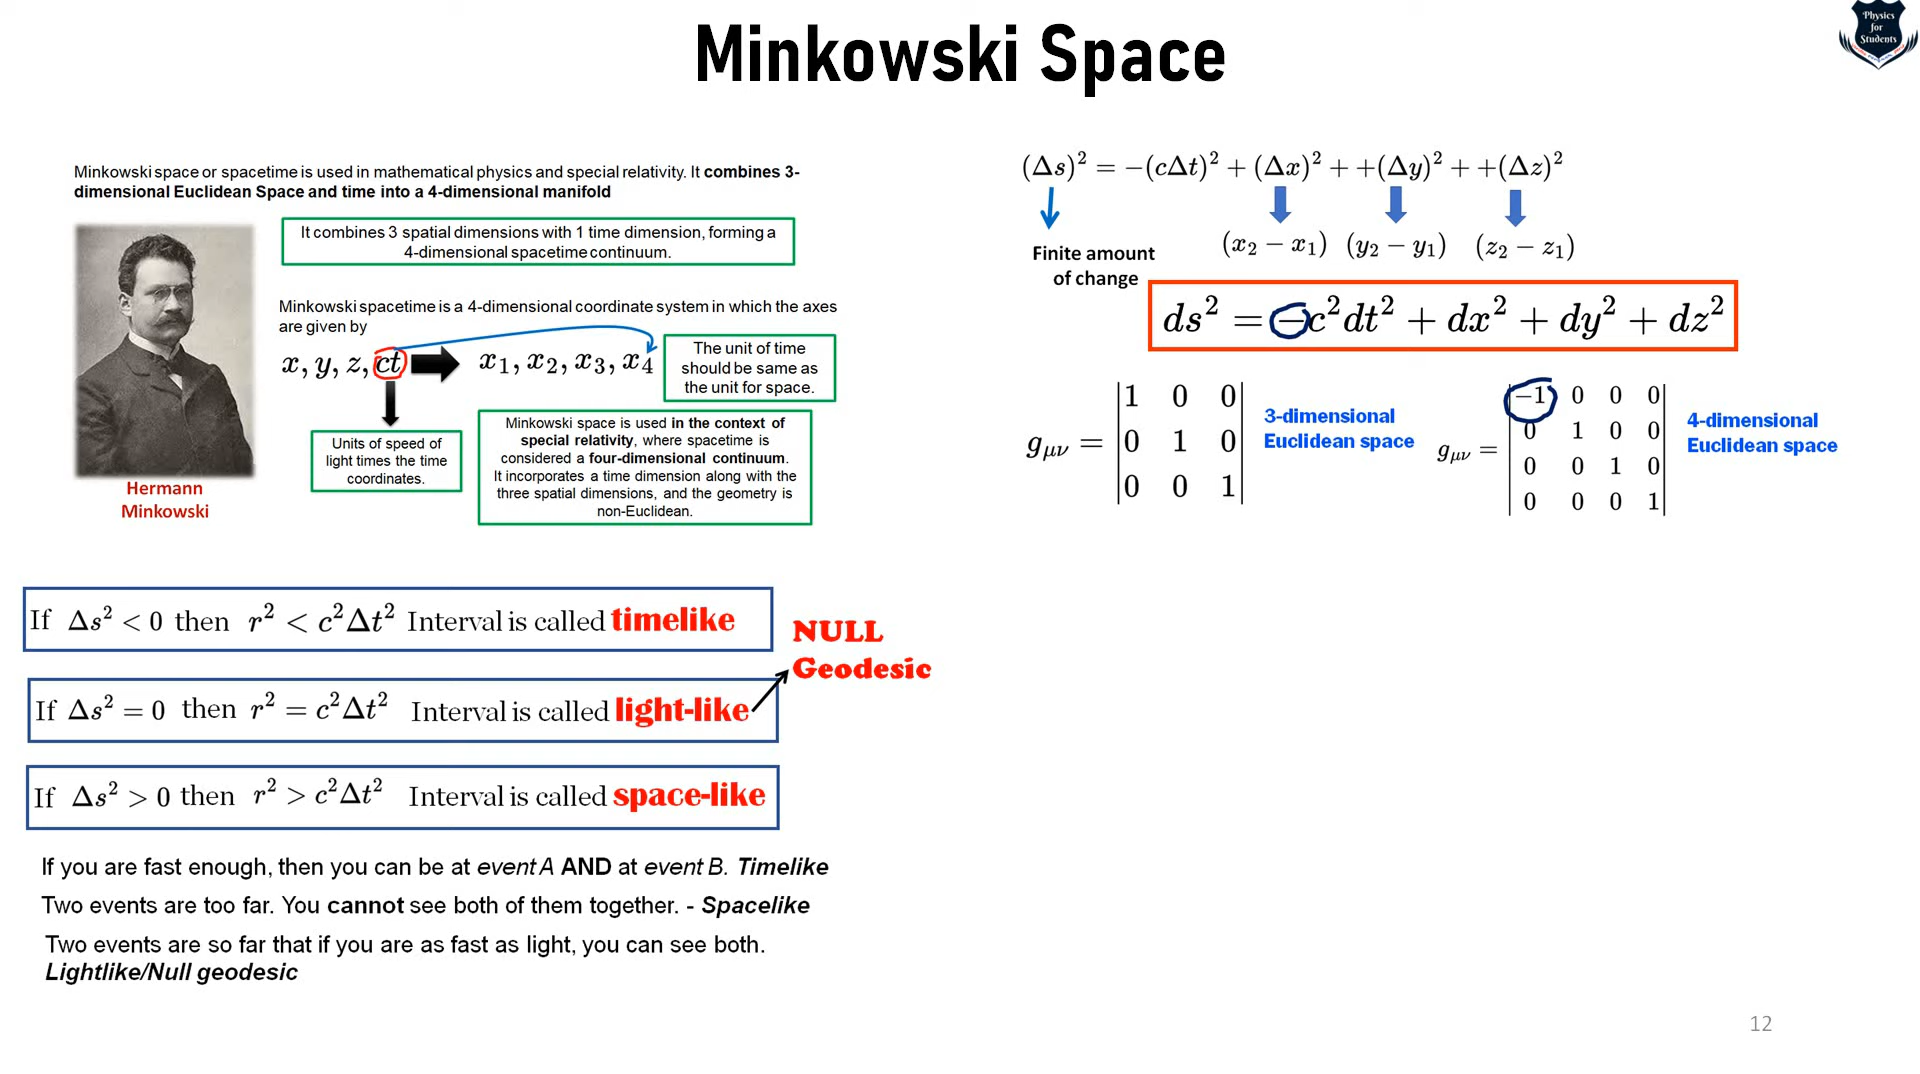 Minkowski Space
Physics
for
Students
Minkowski space or spacetime is used in mathematical physics and special relativity. It combines 3-
dimensional Euclidean Space and time into a 4-dimensional manifold
It combines 3 spatial dimensions with 1 time dimension, forming a
4-dimensional spacetime continuum.
Minkowski spacetime is a 4-dimensional coordinate system in which the axes
are given by
x, y, z, ct
x₁, x₂, x₃, x₄
The unit of time
should be same as
the unit for space.
Units of speed of
light times the time
coordinates.
Minkowski space is used in the context of
special relativity, where spacetime is
considered a four-dimensional continuum.
It incorporates a time dimension along with the
three spatial dimensions, and the geometry is
non-Euclidean.
Hermann
Minkowski
(Δs)² = −(cΔt)² + (Δx)² + +(Δy)² + +(Δz)²
Finite amount
of change
(x₂ − x₁) (y₂ − y₁) (z₂ − z₁)
ds² = −c²dt² + dx² + dy² + dz²
gμν =
1 0 0
0 1 0
0 0 1
3-dimensional
Euclidean space
gμν =
−1 0 0 0
0 1 0 0
0 0 1 0
0 0 0 1
4-dimensional
Euclidean space
If Δs² < 0 then r² < c²Δt² Interval is called timelike
NULL
Geodesic
If Δs² = 0 then r² = c²Δt² Interval is called light-like
If Δs² > 0 then r² > c²Δt² Interval is called space-like
If you are fast enough, then you can be at event A AND at event B. Timelike
Two events are too far. You cannot see both of them together. - Spacelike
Two events are so far that if you are as fast as light, you can see both.
Lightlike/Null geodesic
12